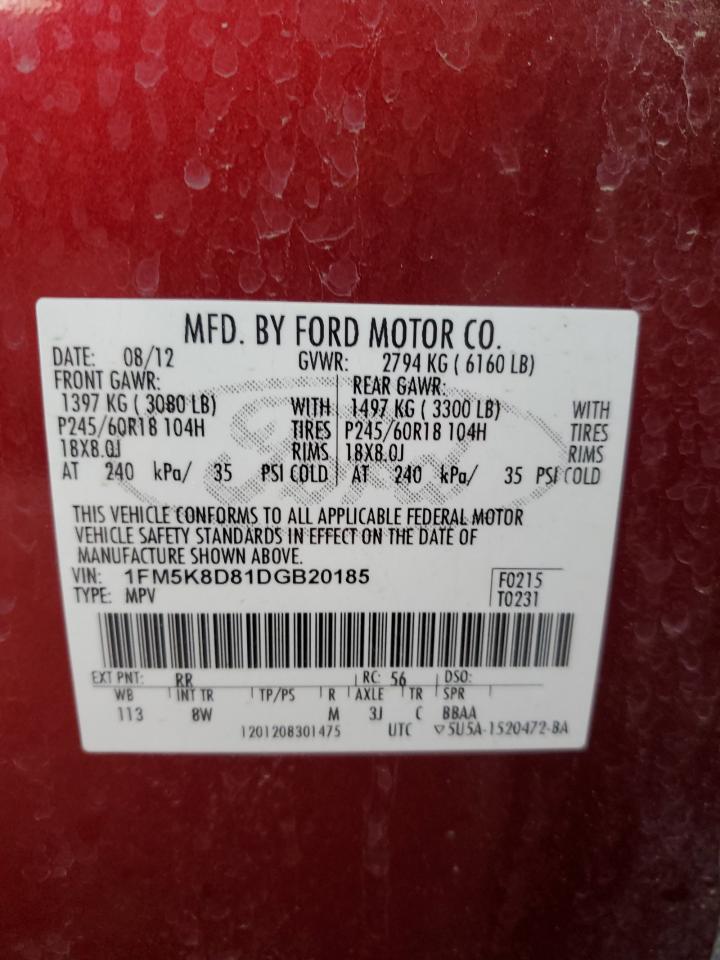 MFD. BY FORD MOTOR CO.
DATE: 08/12 GVWR: 2794 KG ( 6160 LB)
FRONT GAWR: REAR GAWR:
1397 KG ( 3080 LB) WITH 1497 KG ( 3300 LB) WITH
P245/60R18 104H TIRES P245/60R18 104H TIRES
18X8.0J RIMS 18X8.0J RIMS
AT 240 kPa/ 35 PSI COLD AT 240 kPa/ 35 PSI COLD
Ford
THIS VEHICLE CONFORMS TO ALL APPLICABLE FEDERAL MOTOR
VEHICLE SAFETY STANDARDS IN EFFECT ON THE DATE OF
MANUFACTURE SHOWN ABOVE.
VIN: 1FM5K8D81DGB20185 F0215
TYPE: MPV T0231
EXT PNT: RR RC: 56 DSO:
WB INT TR TP/PS R AXLE TR SPR
113 8W M 3J C BBAA
1201208301475 UTC ▽5U5A-1520472-BA